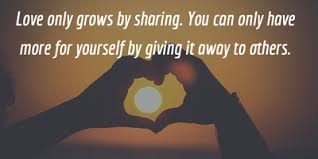 Love only grows by sharing. You can only have
more for yourself by giving it away to others.